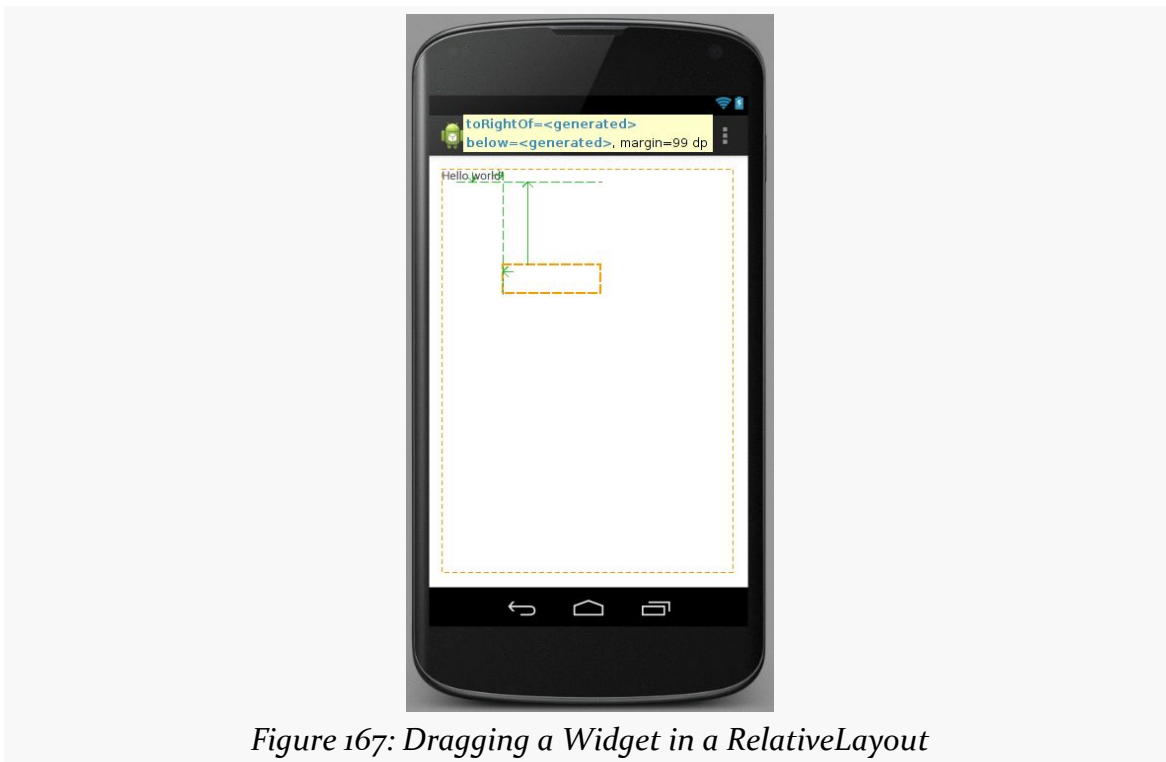 toRightOf=<generated>
below=<generated>, margin=99 dp
Hello world!
Figure 167: Dragging a Widget in a RelativeLayout